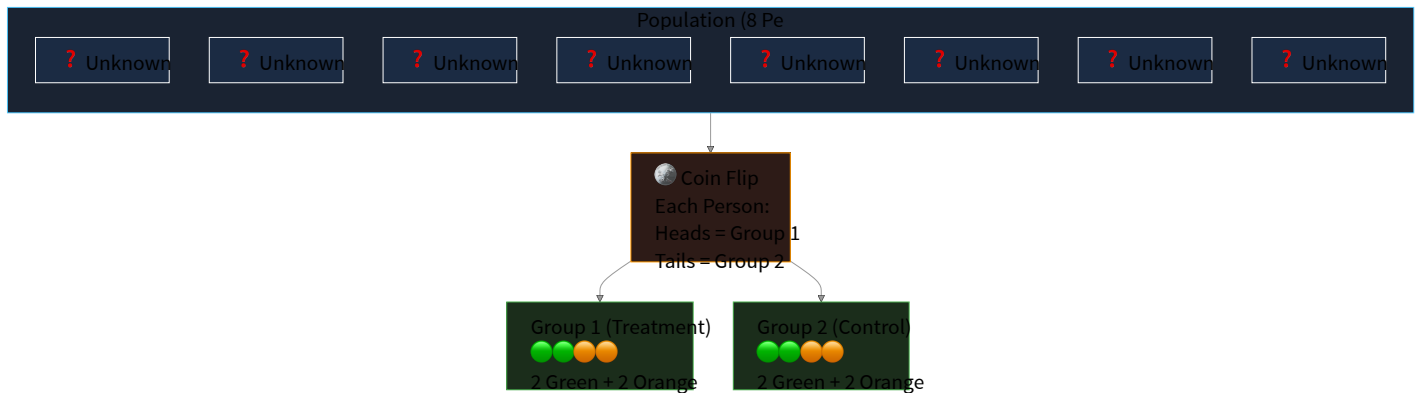 Population (8 Pe
? Unknown ? Unknown ? Unknown ? Unknown ? Unknown ? Unknown ? Unknown ? Unknown
Coin Flip
Each Person:
Heads = Group 1
Tails = Group 2
Group 1 (Treatment)
2 Green + 2 Orange
Group 2 (Control)
2 Green + 2 Orange